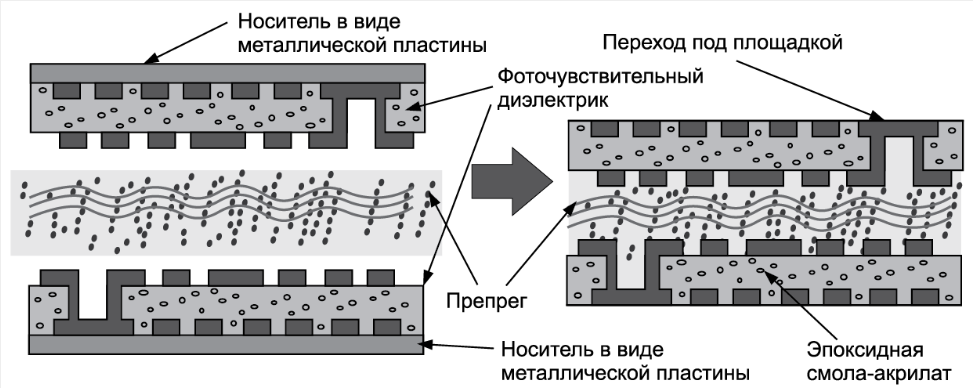 Носитель в виде
металлической пластины
Фоточувствительный
диэлектрик
Переход под площадкой
Препрег
Носитель в виде
металлической пластины
Эпоксидная
смола-акрилат